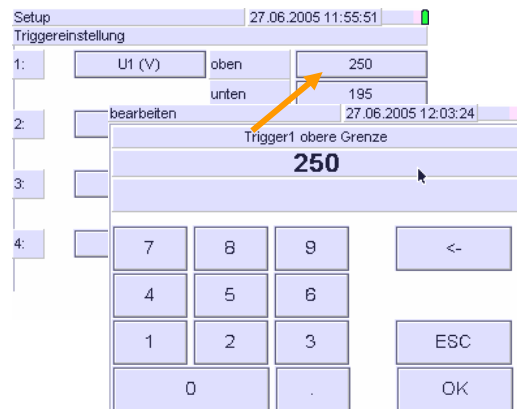 Setup 27.06.2005 11:55:51
Triggereinstellung
1: U1 (V) oben 250
unten 195
2:
3:
4:
bearbeiten 27.06.2005 12:03:24
Trigger1 obere Grenze
250
7 8 9 <-
4 5 6
1 2 3 ESC
0 . OK